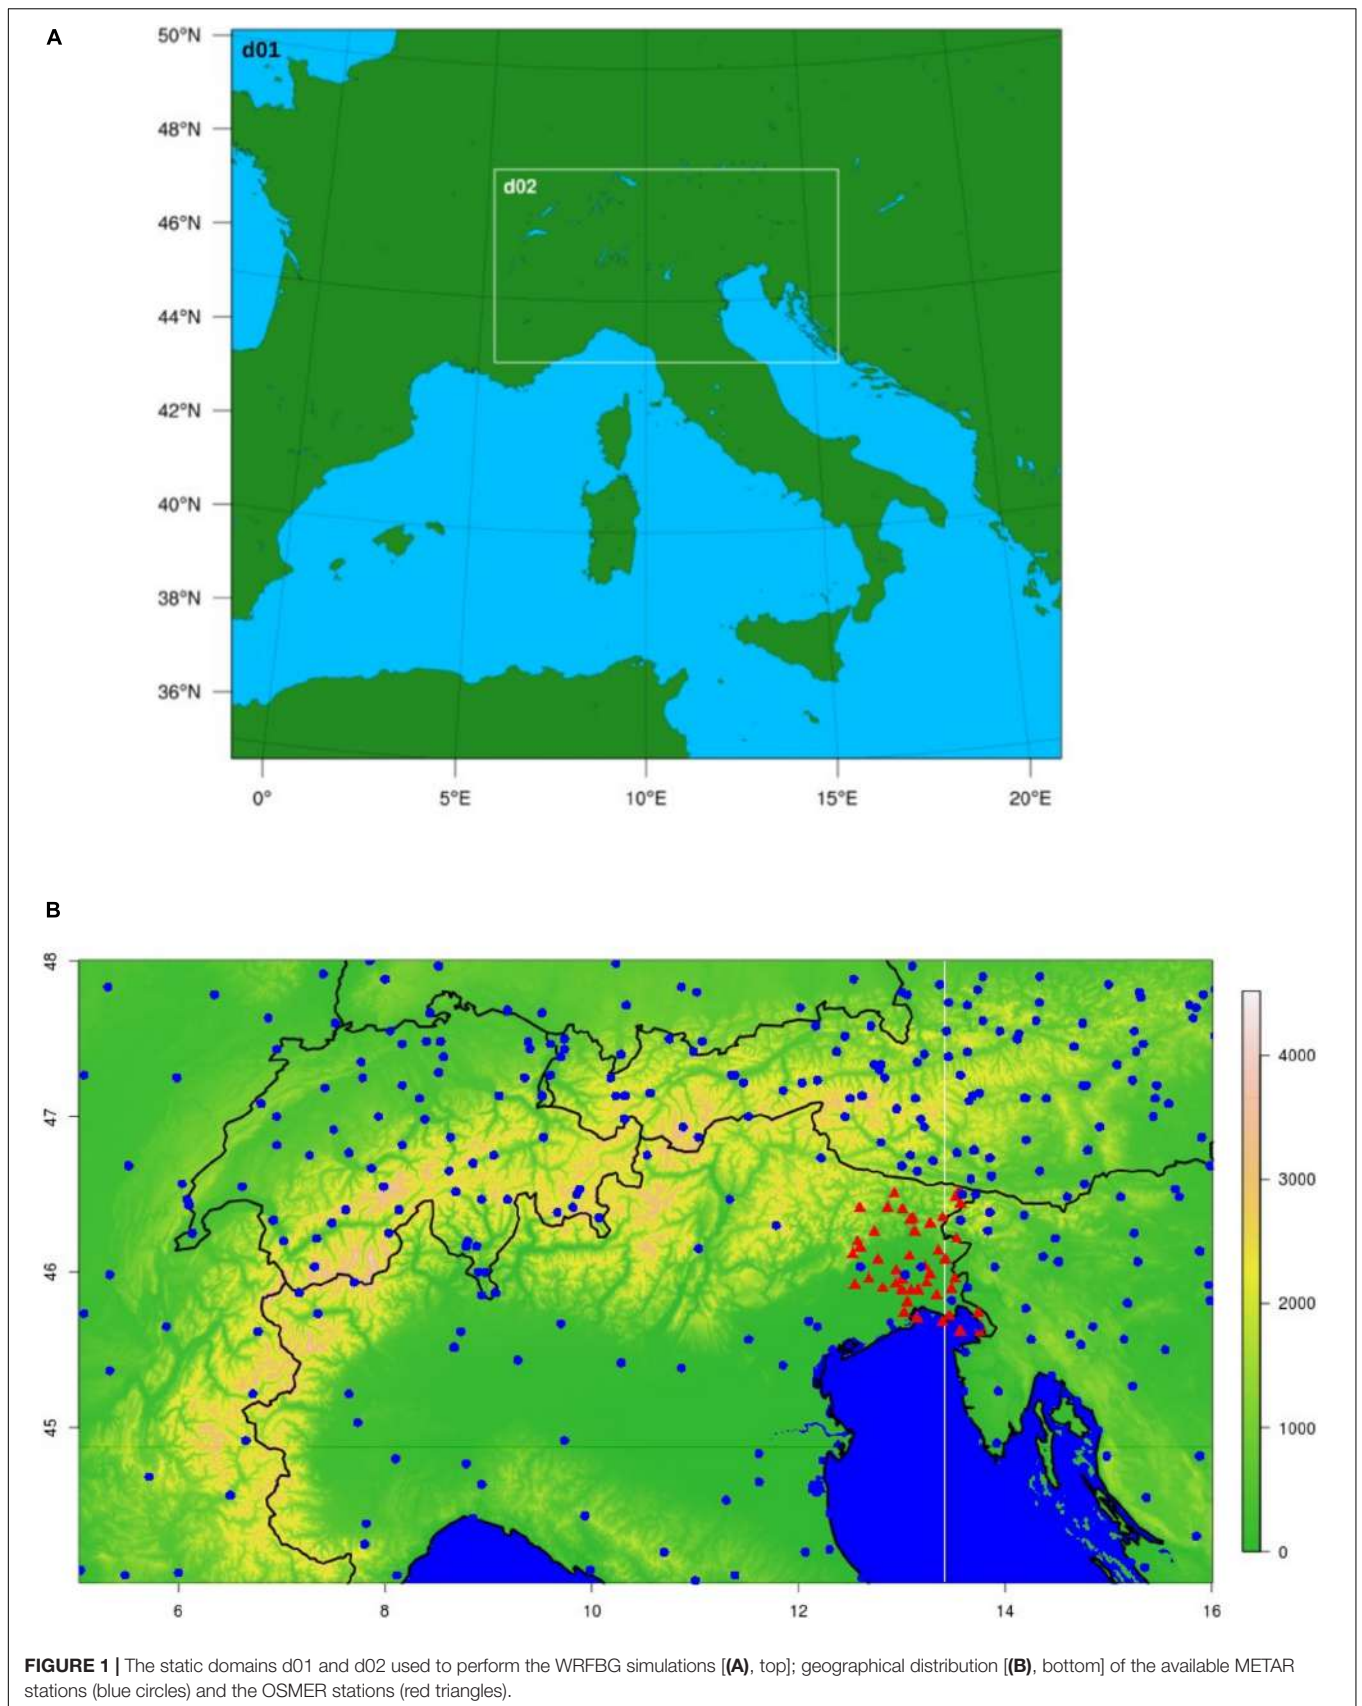 A
d01
d02
50°N
48°N
46°N
44°N
42°N
40°N
38°N
36°N
0° 5°E 10°E 15°E 20°E
B
48
47
46
45
4000
3000
2000
1000
0
6 8 10 12 14 16
FIGURE 1 | The static domains d01 and d02 used to perform the WRFBG simulations [(A), top]; geographical distribution [(B), bottom] of the available METAR
stations (blue circles) and the OSMER stations (red triangles).